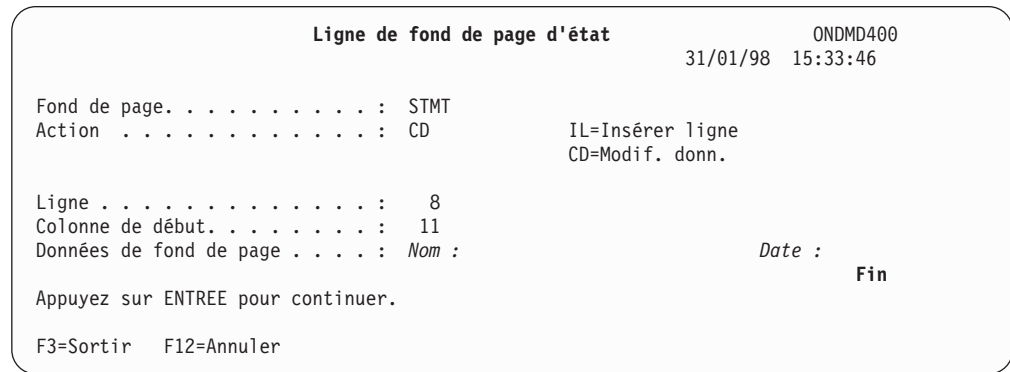 Ligne de fond de page d'état ONDMD400
31/01/98 15:33:46
Fond de page. . . . . . . . . . . : STMT
Action . . . . . . . . . . . . . : CD IL=Insérer ligne
CD=Modif. donn.
Ligne . . . . . . . . . . . . . . : 8
Colonne de début. . . . . . . . . : 11
Données de fond de page . . . . : Nom : Date :
Fin
Appuyez sur ENTREE pour continuer.
F3=Sortir F12=Annuler